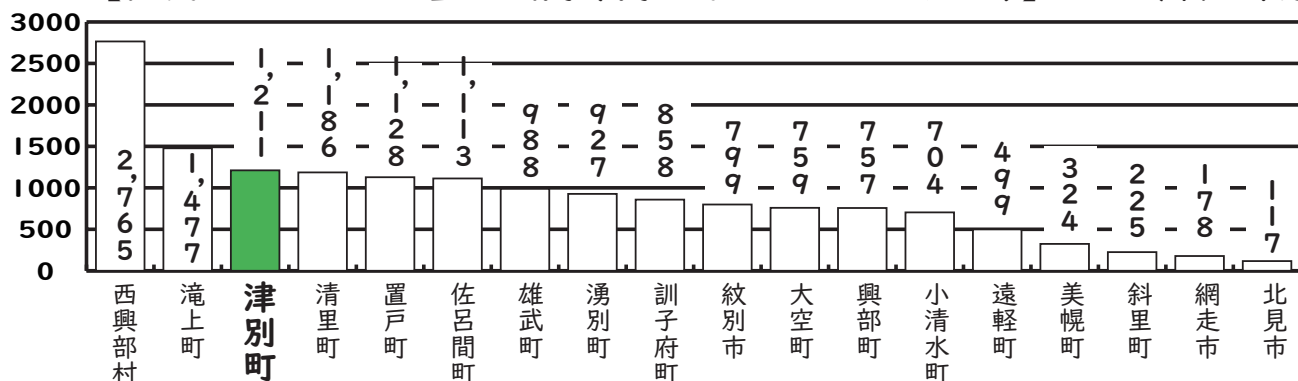 3000
2500
2000
1500
1000
500
0
2,765
1,477
1,211
1,186
1,128
1,113
988
927
858
799
759
757
704
499
324
225
178
117
西興部村
滝上町
津別町
清里町
置戸町
佐呂間町
雄武町
湧別町
訓子府町
紋別市
大空町
興部町
小清水町
遠軽町
美幌町
斜里町
網走市
北見市